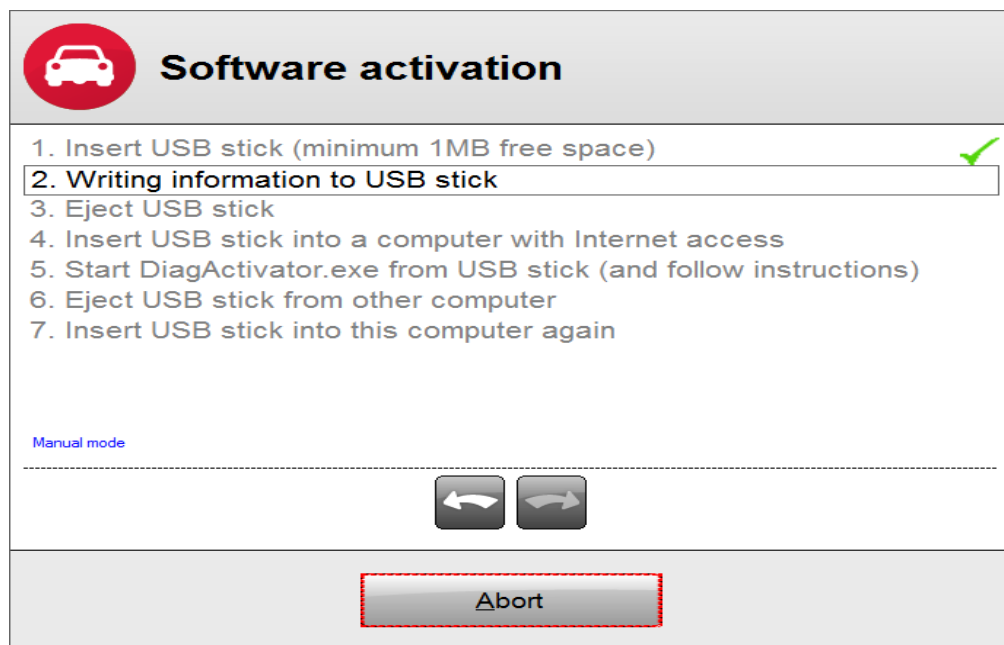 Software activation
1. Insert USB stick (minimum 1MB free space)
2. Writing information to USB stick
3. Eject USB stick
4. Insert USB stick into a computer with Internet access
5. Start DiagActivator.exe from USB stick (and follow instructions)
6. Eject USB stick from other computer
7. Insert USB stick into this computer again
Manual mode
Abort